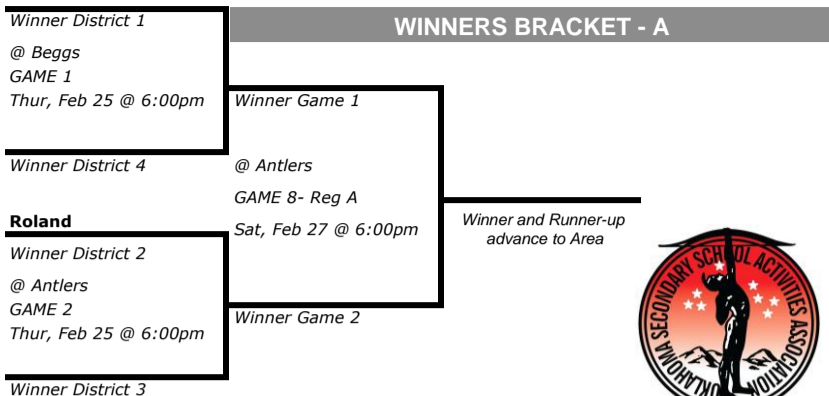 WINNERS BRACKET - A
Winner District 1
@ Beggs
GAME 1
Thur, Feb 25 @ 6:00pm
Winner District 4
Roland
Winner District 2
@ Antlers
GAME 2
Thur, Feb 25 @ 6:00pm
Winner District 3
Winner Game 1
@ Antlers
GAME 8- Reg A
Sat, Feb 27 @ 6:00pm
Winner Game 2
Winner and Runner-up
advance to Area
OKLAHOMA SECONDARY SCHOOL ACTIVITIES ASSOCIATION